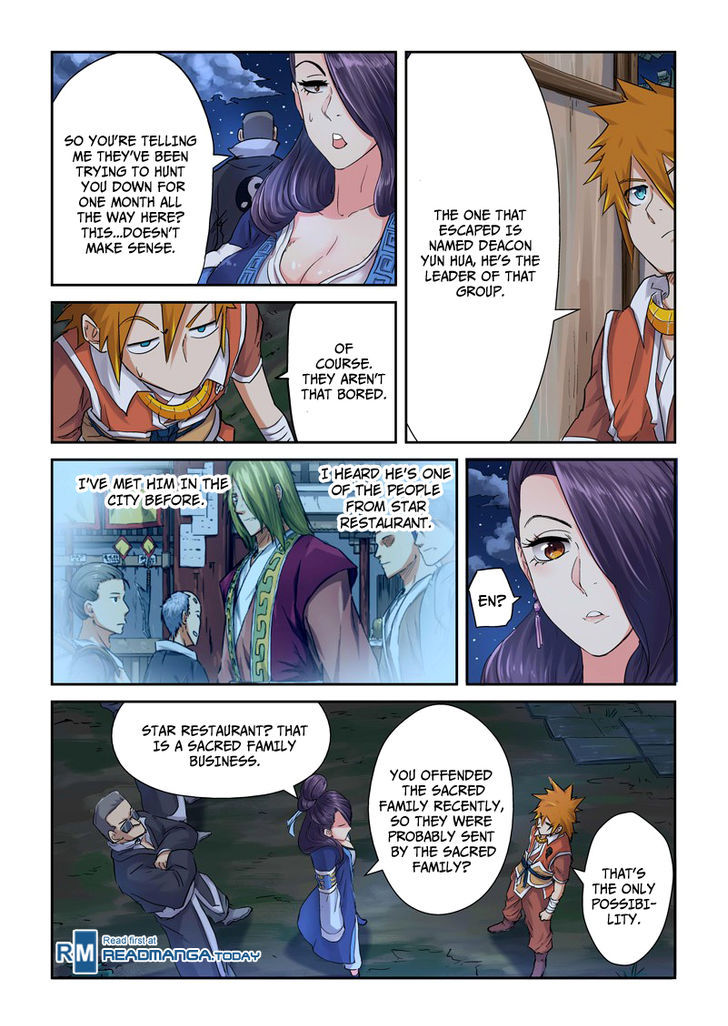 SO YOU'RE TELLING
ME THEY'VE BEEN
TRYING TO HUNT
YOU DOWN FOR
ONE MONTH ALL
THE WAY HERE?
THIS...DOESN'T
MAKE SENSE.
THE ONE THAT
ESCAPED IS
NAMED DEACON
YUN HUA, HE'S THE
LEADER OF THAT
GROUP.
OF
COURSE.
THEY AREN'T
THAT BORED.
I'VE MET HIM IN THE
CITY BEFORE.
I HEARD HE'S ONE
OF THE PEOPLE
FROM STAR
RESTAURANT.
EN?
STAR RESTAURANT? THAT
IS A SACRED FAMILY
BUSINESS.
YOU OFFENDED
THE SACRED
FAMILY RECENTLY,
SO THEY WERE
PROBABLY SENT
BY THE SACRED
FAMILY?
THAT'S
THE ONLY
POSSIBI-
LITY.
RM
Read first at
READMANGA.TODAY